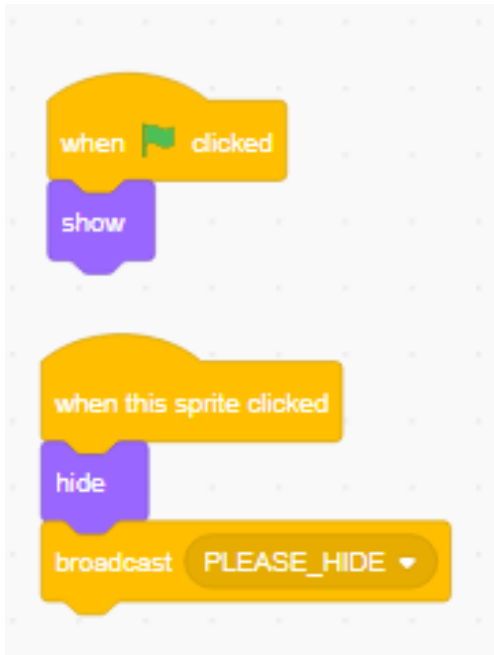 when clicked
show
when this sprite clicked
hide
broadcast PLEASE_HIDE